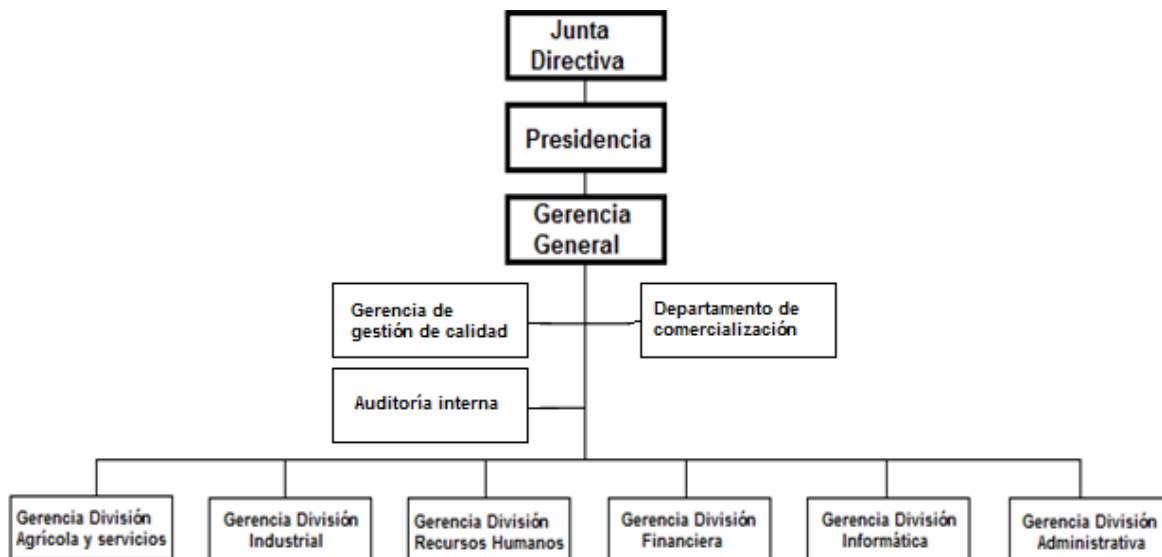 Junta
Directiva
Presidencia
Gerencia
General
Gerencia de
gestión de calidad
Departamento de
comercialización
Auditoría interna
Gerencia División
Agrícola y servicios
Gerencia División
Industrial
Gerencia División
Recursos Humanos
Gerencia División
Financiera
Gerencia División
Informática
Gerencia División
Administrativa